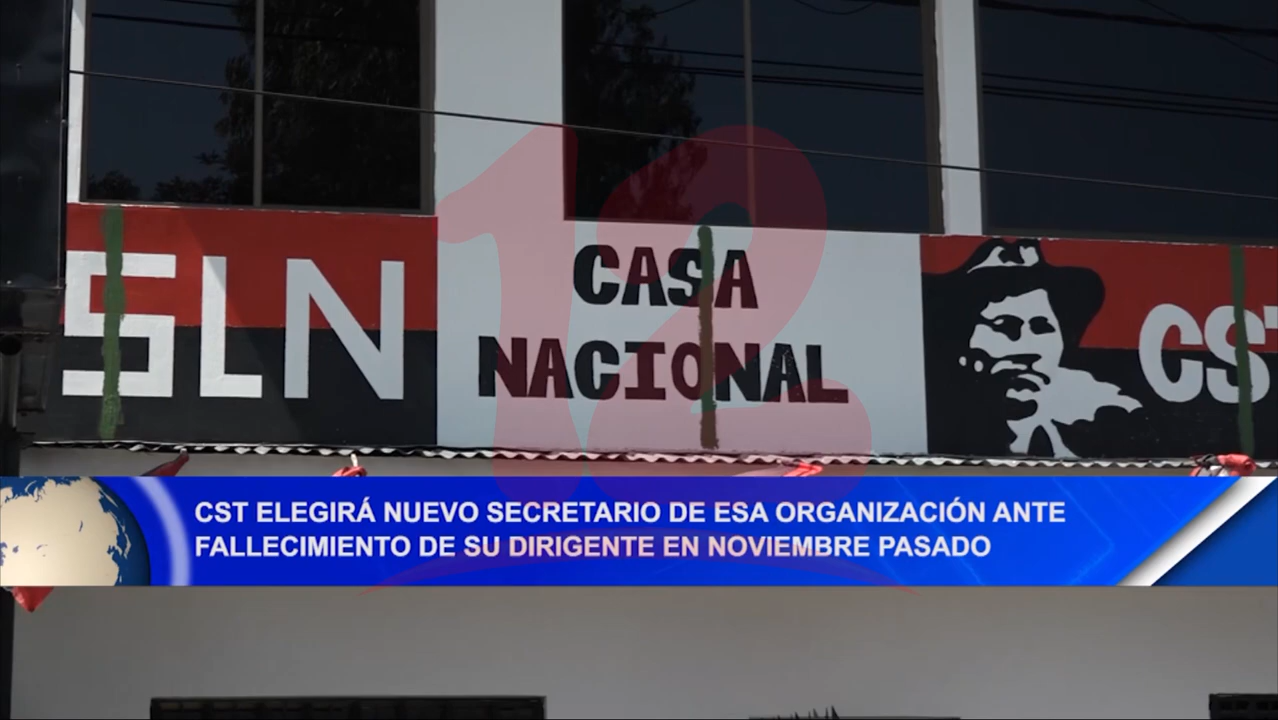 12
SLN
CASA
NACIONAL
CST
CST ELEGIRÁ NUEVO SECRETARIO DE ESA ORGANIZACIÓN ANTE
FALLECIMIENTO DE SU DIRIGENTE EN NOVIEMBRE PASADO